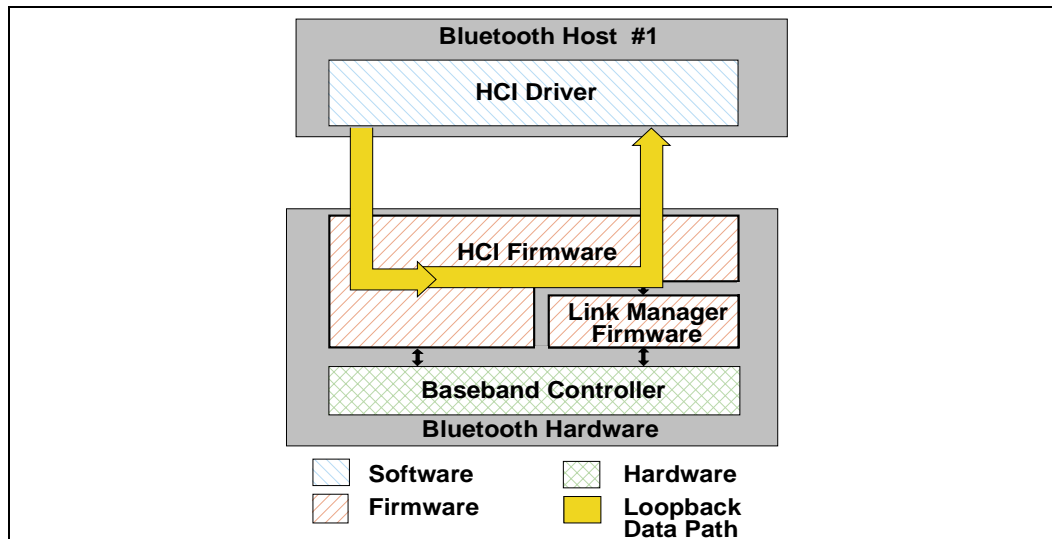 Bluetooth Host #1
HCI Driver
HCI Firmware
Link Manager
Firmware
Baseband Controller
Bluetooth Hardware
Software
Hardware
Firmware
Loopback
Data Path